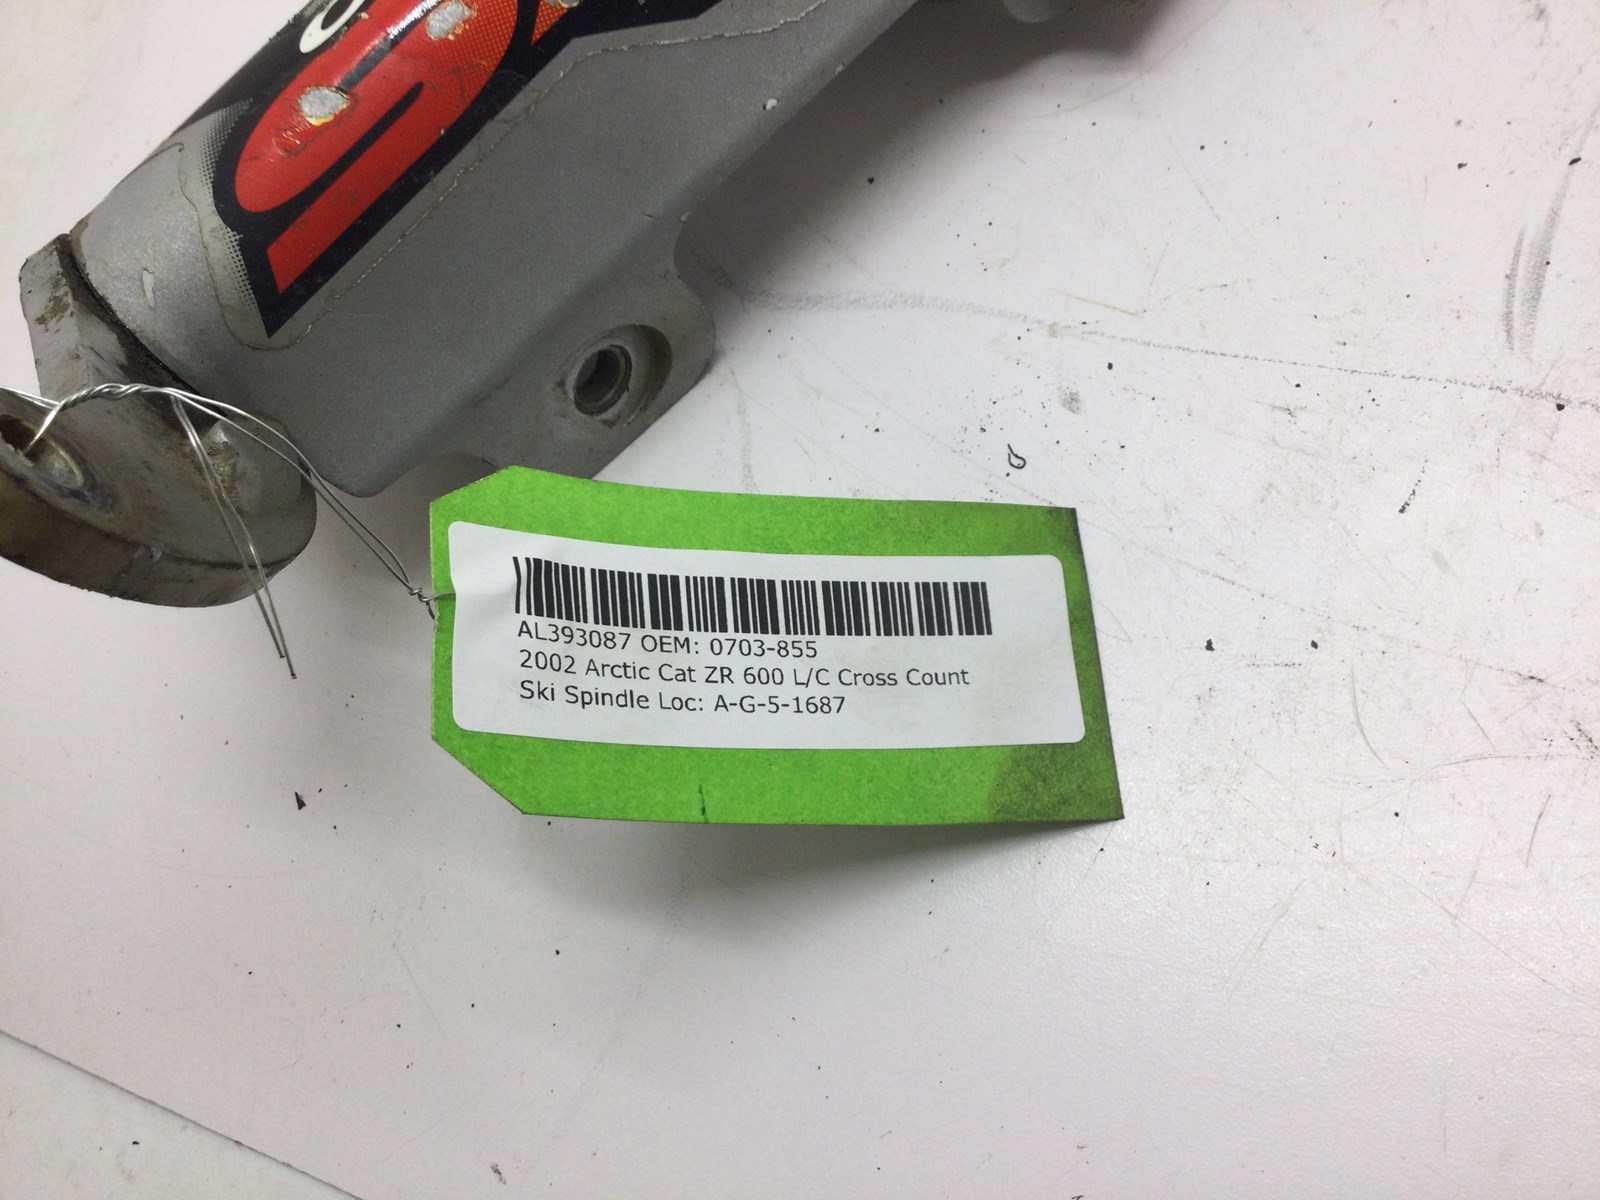 AL393087 OEM: 0703-855
2002 Arctic Cat ZR 600 L/C Cross Count
Ski Spindle Loc: A-G-5-1687